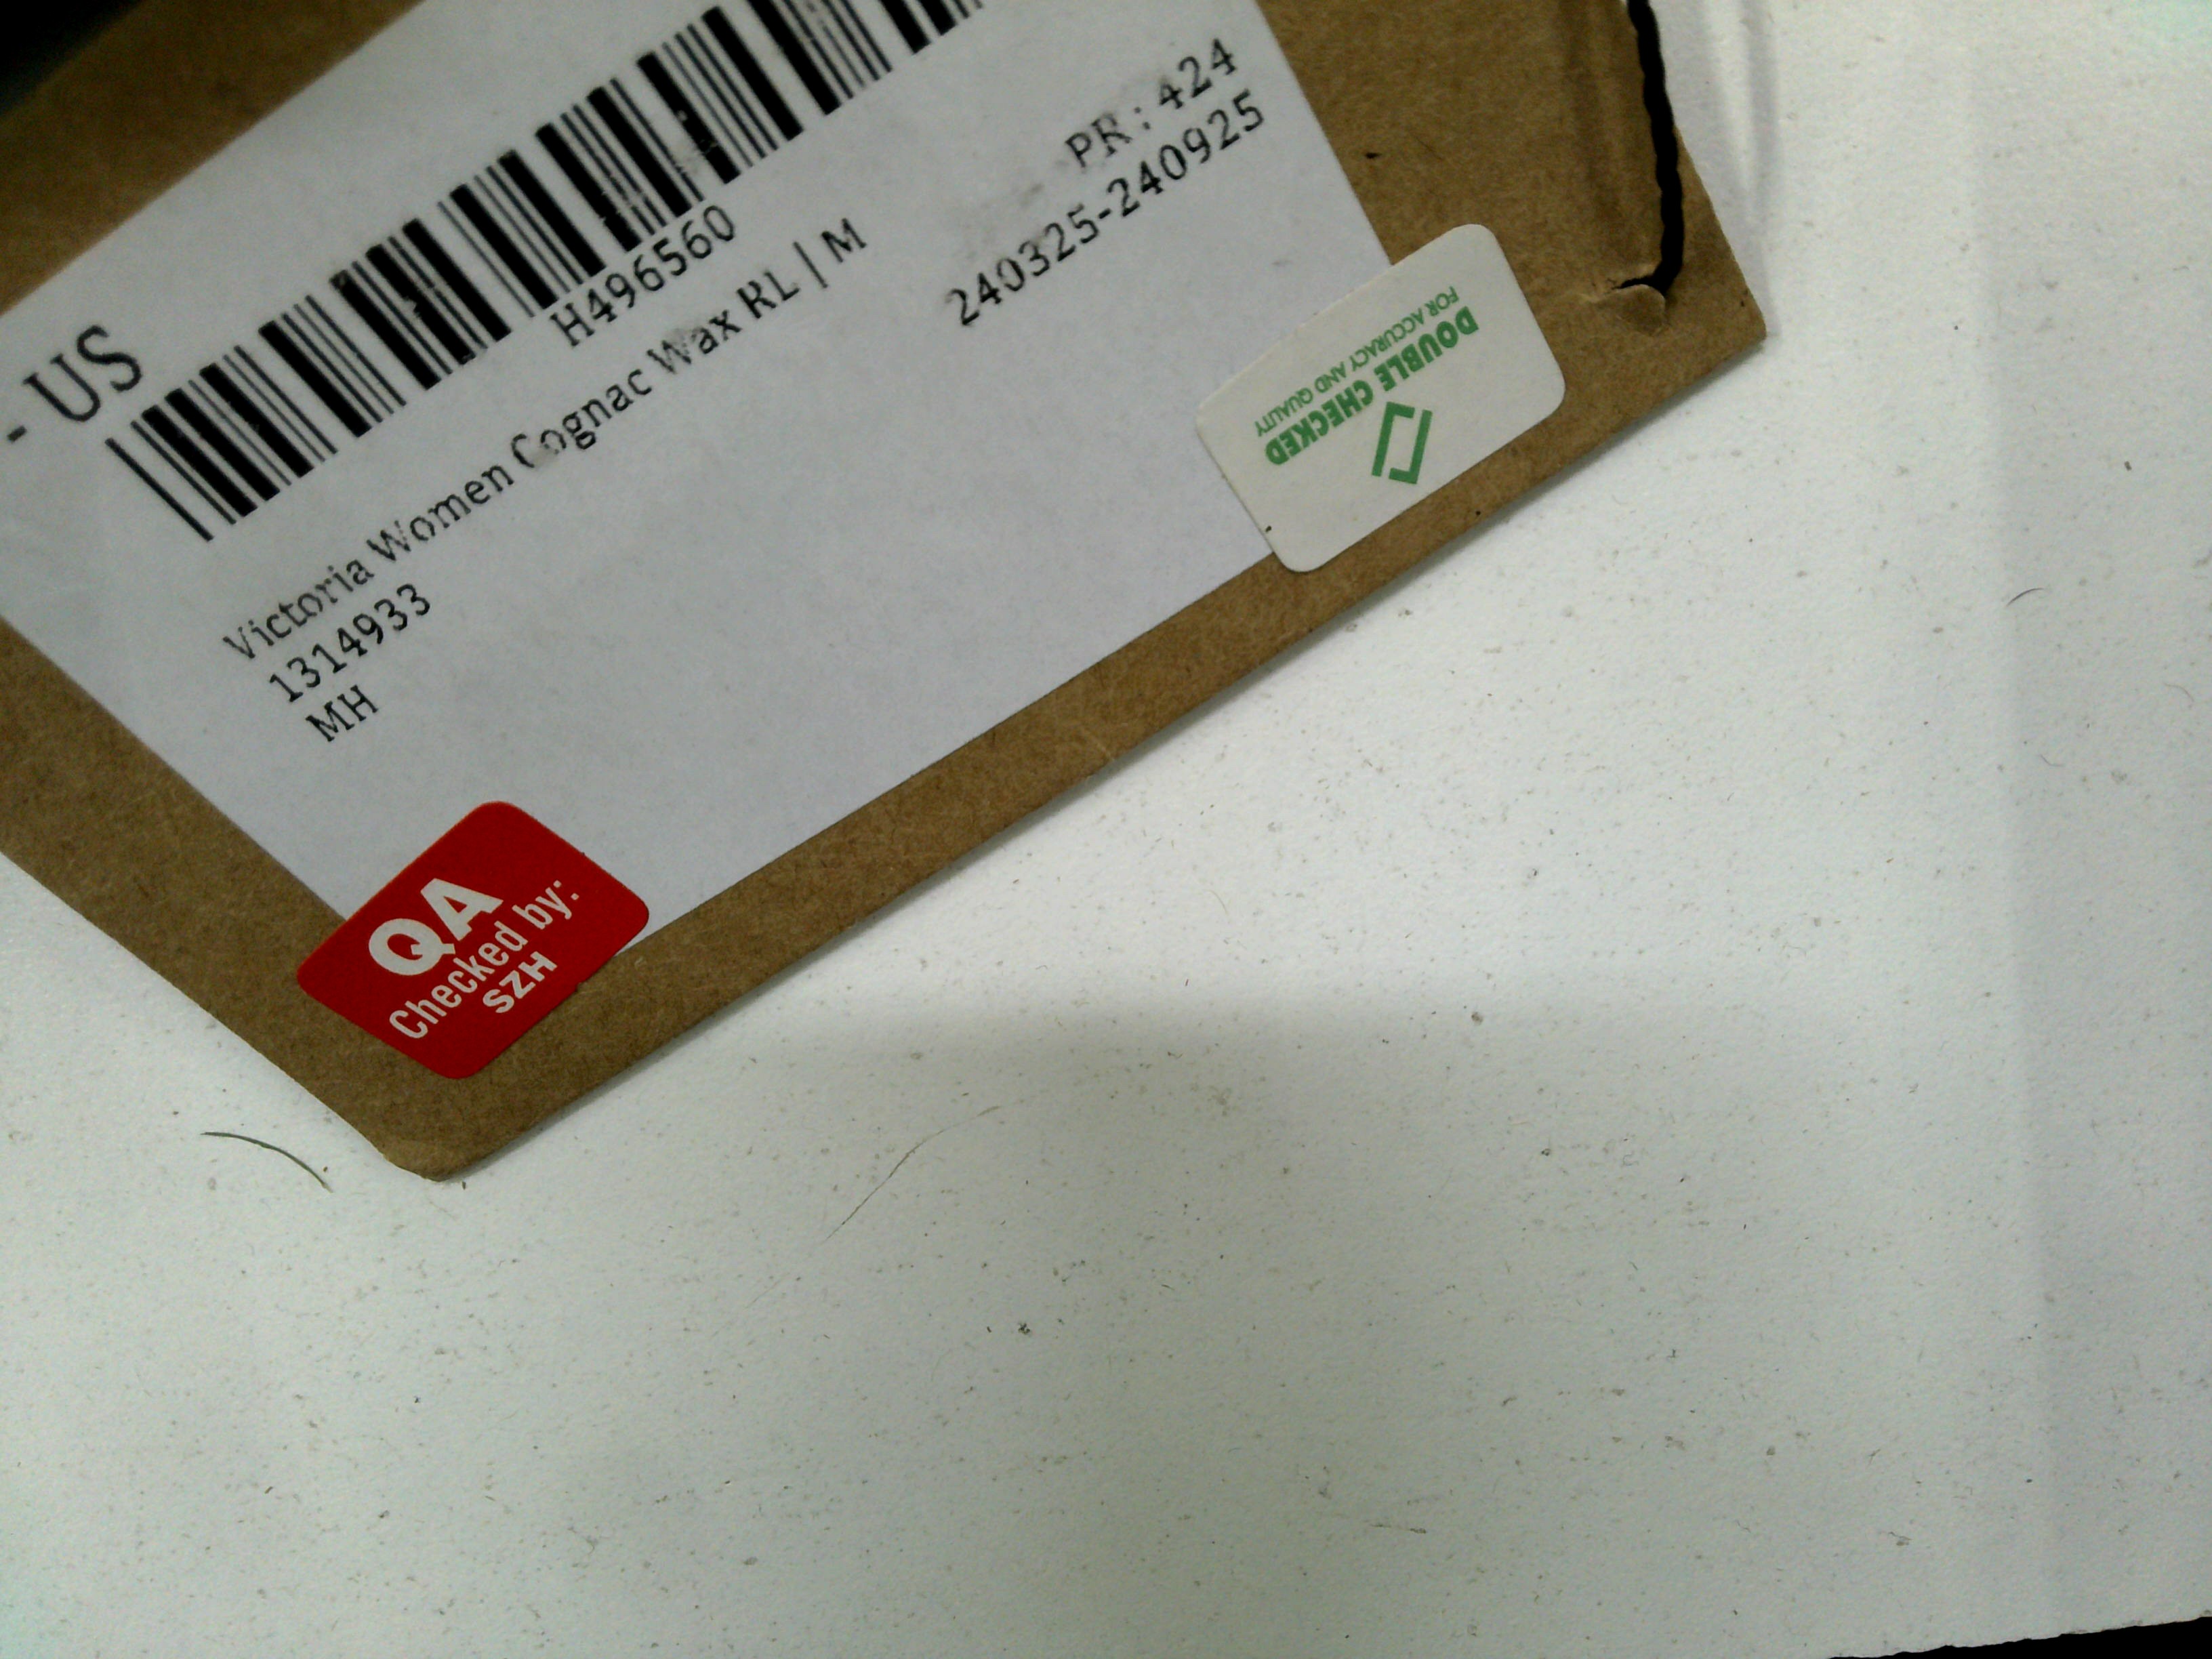 - US
H496560
Victoria Women Cognac Wax RL | M
PR: 424
240325-240925
1314933
MH
DOUBLE CHECKED
FOR ACCURACY AND QUALITY
QA
Checked by:
SZH